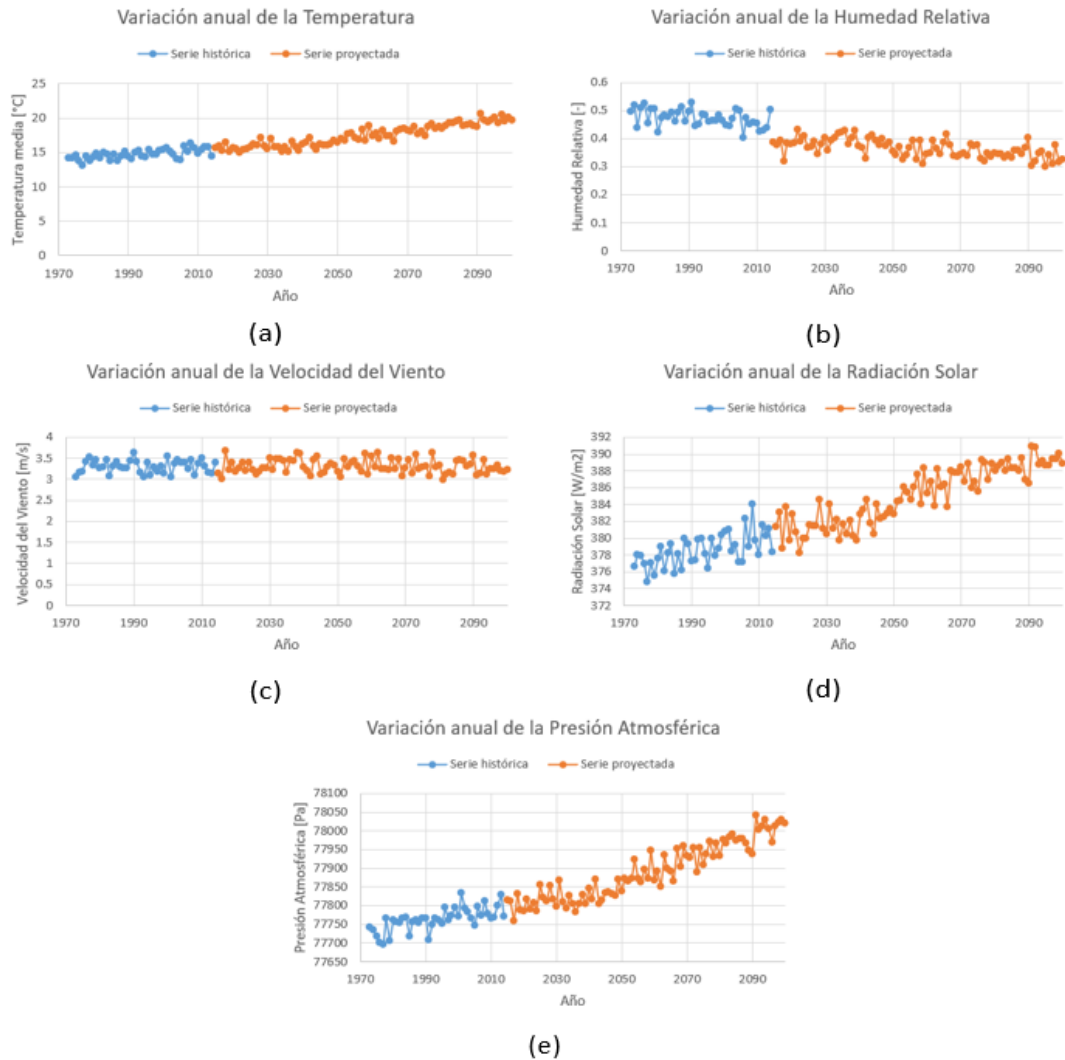 Variación anual de la Temperatura
Serie histórica Serie proyectada
Temperatura media [°C]
25
20
15
10
5
0
1970 1990 2010 2030 2050 2070 2090
Año
(a)
Variación anual de la Humedad Relativa
Serie histórica Serie proyectada
Humedad Relativa [-]
0.6
0.5
0.4
0.3
0.2
0.1
0
1970 1990 2010 2030 2050 2070 2090
Año
(b)
Variación anual de la Velocidad del Viento
Serie histórica Serie proyectada
Velocidad del Viento [m/s]
4
3.5
3
2.5
2
1.5
1
0.5
0
1970 1990 2010 2030 2050 2070 2090
Año
(c)
Variación anual de la Radiación Solar
Serie histórica Serie proyectada
Radiación Solar [W/m2]
392
390
388
386
384
382
380
378
376
374
372
1970 1990 2010 2030 2050 2070 2090
Año
(d)
Variación anual de la Presión Atmosférica
Serie histórica Serie proyectada
Presión Atmosférica [Pa]
78100
78050
78000
77950
77900
77850
77800
77750
77700
77650
1970 1990 2010 2030 2050 2070 2090
Año
(e)